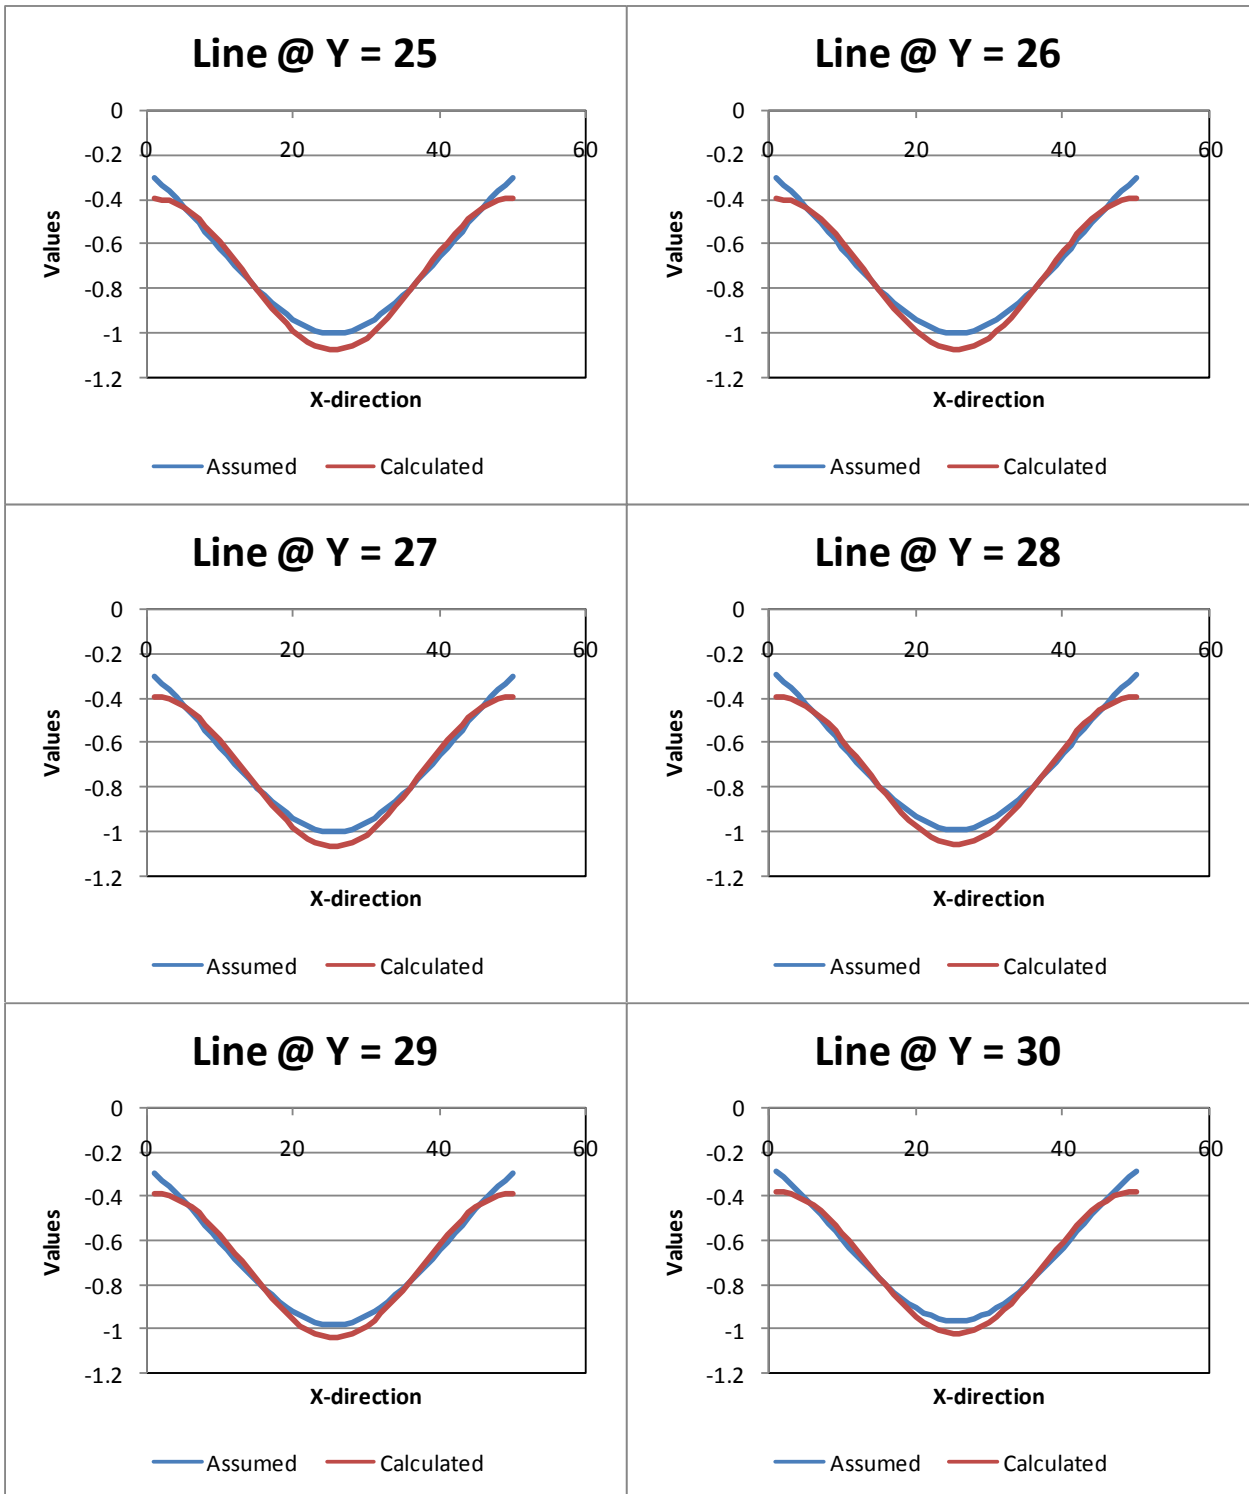 Line @ Y = 25
0
-0.2
-0.4
-0.6
-0.8
-1
-1.2
0 20 40 60
Values
X-direction
Assumed Calculated
Line @ Y = 26
0
-0.2
-0.4
-0.6
-0.8
-1
-1.2
0 20 40 60
Values
X-direction
Assumed Calculated
Line @ Y = 27
0
-0.2
-0.4
-0.6
-0.8
-1
-1.2
0 20 40 60
Values
X-direction
Assumed Calculated
Line @ Y = 28
0
-0.2
-0.4
-0.6
-0.8
-1
-1.2
0 20 40 60
Values
X-direction
Assumed Calculated
Line @ Y = 29
0
-0.2
-0.4
-0.6
-0.8
-1
-1.2
0 20 40 60
Values
X-direction
Assumed Calculated
Line @ Y = 30
0
-0.2
-0.4
-0.6
-0.8
-1
-1.2
0 20 40 60
Values
X-direction
Assumed Calculated